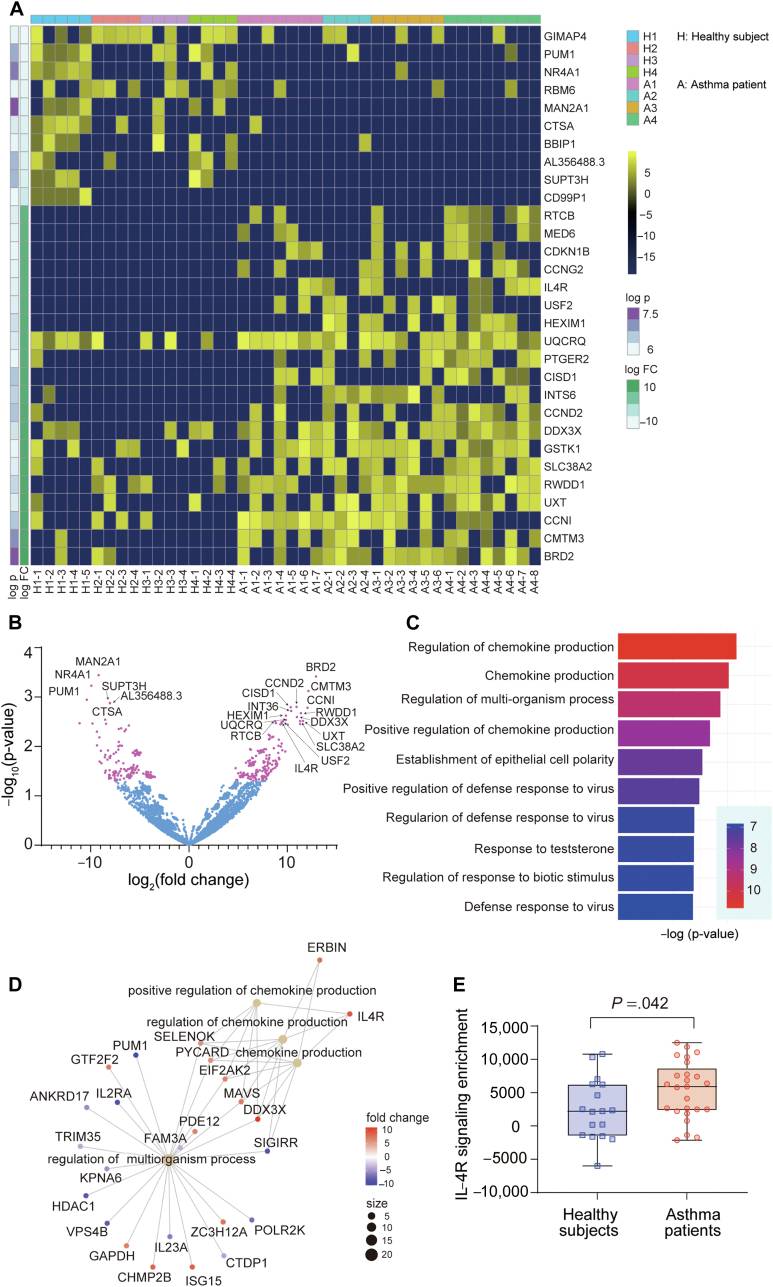 A
H1
H2
H3
H4
A1
A2
A3
A4
H: Healthy subject
A: Asthma patient
GIMAP4
PUM1
NR4A1
RBM6
MAN2A1
CTSA
BBIP1
AL356488.3
SUPT3H
CD99P1
RTCB
MED6
CDKN1B
CCNG2
IL4R
USF2
HEXIM1
UQCRQ
PTGER2
CISD1
INTS6
CCND2
DDX3X
GSTK1
SLC38A2
RWDD1
UXT
CCNI
CMTM3
BRD2
5
0
−5
−10
−15
log p
7.5
6
log FC
10
−10
log p
log FC
H1-1
H1-2
H1-3
H1-4
H1-5
H2-1
H2-2
H2-3
H2-4
H3-1
H3-2
H3-3
H3-4
H4-1
H4-2
H4-3
H4-4
A1-1
A1-2
A1-3
A1-4
A1-5
A1-6
A1-7
A2-1
A2-2
A2-3
A2-4
A3-1
A3-2
A3-3
A3-4
A3-5
A3-6
A4-1
A4-2
A4-3
A4-4
A4-5
A4-6
A4-7
A4-8
B
4
3
2
1
0
−log10(p-value)
MAN2A1
NR4A1
PUM1
SUPT3H
AL356488.3
CTSA
BRD2
CCND2
CMTM3
CISD1
CCNI
INT36
RWDD1
HEXIM1
DDX3X
UQCRQ
UXT
RTCB
SLC38A2
USF2
IL4R
−10
0
10
log2(fold change)
C
Regulation of chemokine production
Chemokine production
Regulation of multi-organism process
Positive regulation of chemokine production
Establishment of epithelial cell polarity
Positive regulation of defense response to virus
Regularion of defense response to virus
Response to teststerone
Regulation of response to biotic stimulus
Defense response to virus
7
8
9
10
−log (p-value)
D
ERBIN
positive regulation of chemokine production
IL4R
regulation of chemokine production
SELENOK
PYCARD
chemokine production
PUM1
GTF2F2
EIF2AK2
IL2RA
MAVS
ANKRD17
DDX3X
PDE12
TRIM35
FAM3A
SIGIRR
regulation of multiorganism process
KPNA6
HDAC1
VPS4B
ZC3H12A
POLR2K
IL23A
GAPDH
CTDP1
CHMP2B
ISG15
fold change
10
5
0
−5
−10
size
5
10
15
20
E
P =.042
15,000
10,000
5000
0
−5000
−10,000
IL−4R signaling enrichment
Healthy
subjects
Asthma
patients